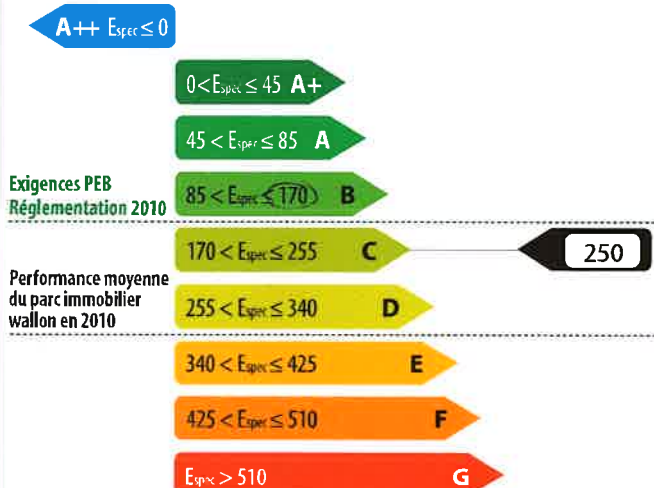 A++ Espec ≤ 0
0 < Espec ≤ 45 A+
45 < Espec ≤ 85 A
Exigences PEB
Réglementation 2010
85 < Espec ≤ 170 B
170 < Espec ≤ 255 C
250
Performance moyenne
du parc immobilier
wallon en 2010
255 < Espec ≤ 340 D
340 < Espec ≤ 425 E
425 < Espec ≤ 510 F
Espec > 510 G